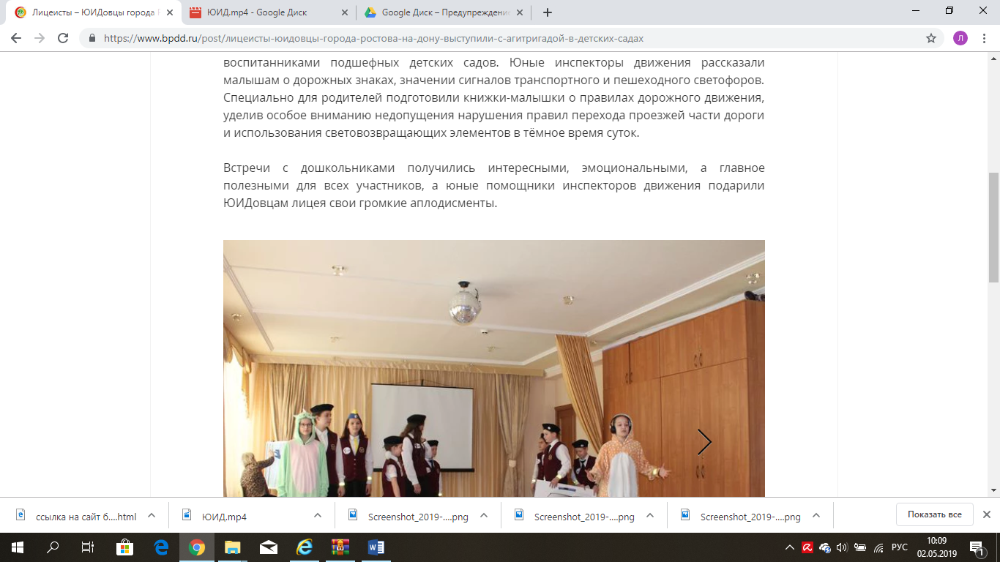 Лицеисты – ЮИДовцы города
ЮИД.mp4 - Google Диск
Google Диск – Предупреждени
https://www.bpdd.ru/post/лицеисты-юидовцы-города-ростова-на-дону-выступили-с-агитригадой-в-детских-садах
Л
воспитанниками подшефных детских садов. Юные инспекторы движения рассказали
малышам о дорожных знаках, значении сигналов транспортного и пешеходного светофоров.
Специально для родителей подготовили книжки-малышки о правилах дорожного движения,
уделив особое вниманию недопущения нарушения правил перехода проезжей части дороги
и использования световозвращающих элементов в тёмное время суток.
Встречи с дошкольниками получились интересными, эмоциональными, а главное
полезными для всех участников, а юные помощники инспекторов движения подарили
ЮИДовцам лицея свои громкие аплодисменты.
ссылка на сайт б....html
ЮИД.mp4
Screenshot_2019-....png
Screenshot_2019-....png
Screenshot_2019-....png
Показать все
РУС
10:09
02.05.2019
1